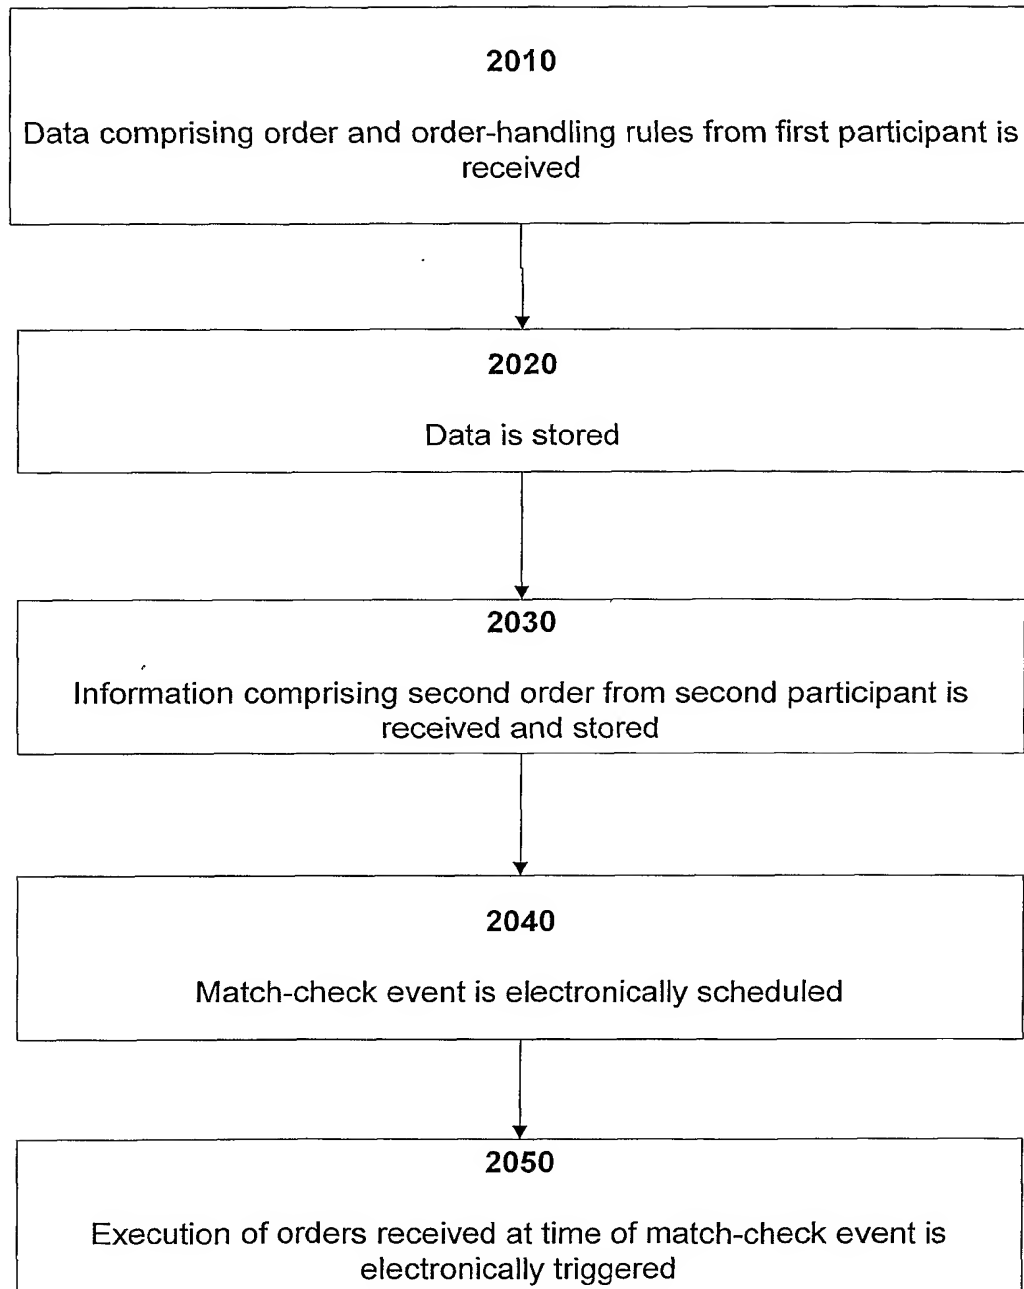 2010
Data comprising order and order-handling rules from first participant is
received
2020
Data is stored
2030
Information comprising second order from second participant is
received and stored
2040
Match-check event is electronically scheduled
2050
Execution of orders received at time of match-check event is
electronically triggered